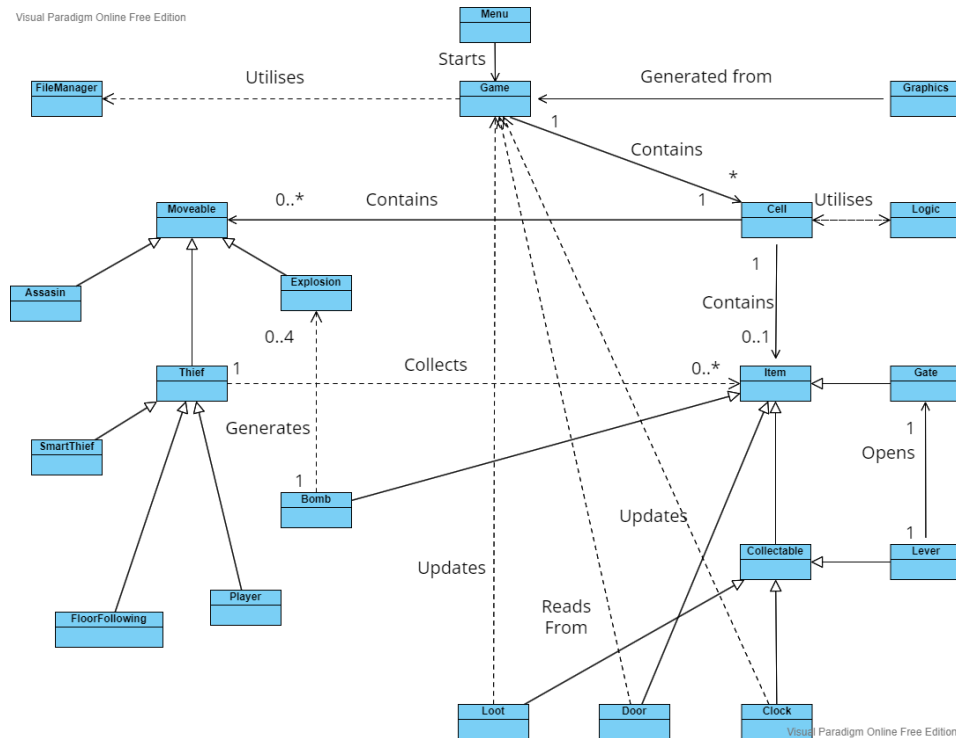 Visual Paradigm Online Free Edition
Menu
Starts
Utilises
Generated from
FileManager
Game
Graphics
1
Contains
*
0..*
Contains
1
Utilises
Moveable
Cell
Logic
1
Assasin
Explosion
Contains
0..4
0..1
Thief
1
Collects
0..*
Item
Gate
Generates
1
SmartThief
Opens
1
Bomb
Updates
1
Collectable
Lever
Updates
Player
Reads
From
FloorFollowing
Loot
Door
Clock
Visual Paradigm Online Free Edition